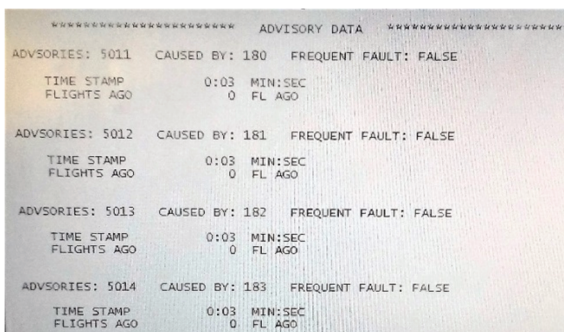 *********************** ADVISORY DATA **********************
ADVSORIES: 5011 CAUSED BY: 180 FREQUENT FAULT: FALSE
TIME STAMP 0:03 MIN:SEC
FLIGHTS AGO 0 FL AGO
ADVSORIES: 5012 CAUSED BY: 181 FREQUENT FAULT: FALSE
TIME STAMP 0:03 MIN:SEC
FLIGHTS AGO 0 FL AGO
ADVSORIES: 5013 CAUSED BY: 182 FREQUENT FAULT: FALSE
TIME STAMP 0:03 MIN:SEC
FLIGHTS AGO 0 FL AGO
ADVSORIES: 5014 CAUSED BY: 183 FREQUENT FAULT: FALSE
TIME STAMP 0:03 MIN:SEC
FLIGHTS AGO 0 FL AGO